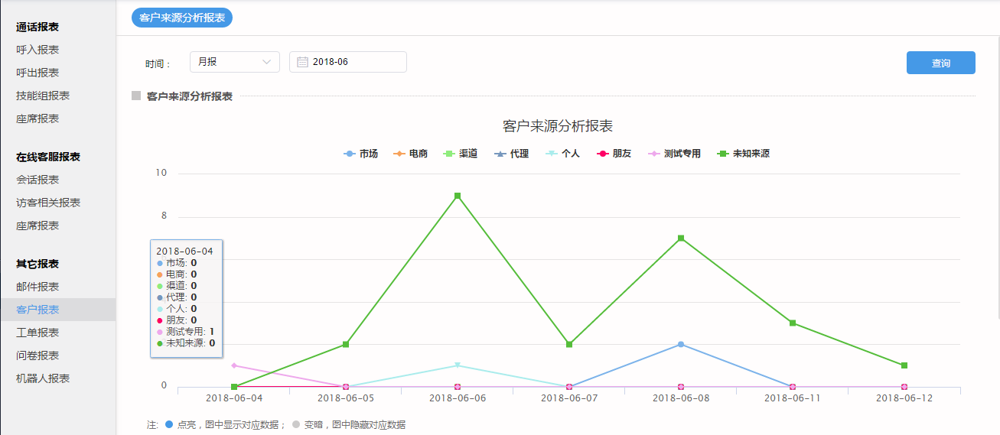 通话报表
呼入报表
呼出报表
技能组报表
座席报表
在线客服报表
会话报表
访客相关报表
座席报表
其它报表
邮件报表
客户报表
工单报表
问卷报表
机器人报表
客户来源分析报表
时间：
月报
2018-06
查询
客户来源分析报表
客户来源分析报表
市场 电商 渠道 代理 个人 朋友 测试专用 未知来源
10
8
0
2018-06-04
市场: 0
电商: 0
渠道: 0
代理: 0
个人: 0
朋友: 0
测试专用: 1
未知来源: 0
2018-06-04 2018-06-05 2018-06-06 2018-06-07 2018-06-08 2018-06-11 2018-06-12
注: 点亮，图中显示对应数据； 变暗，图中隐藏对应数据